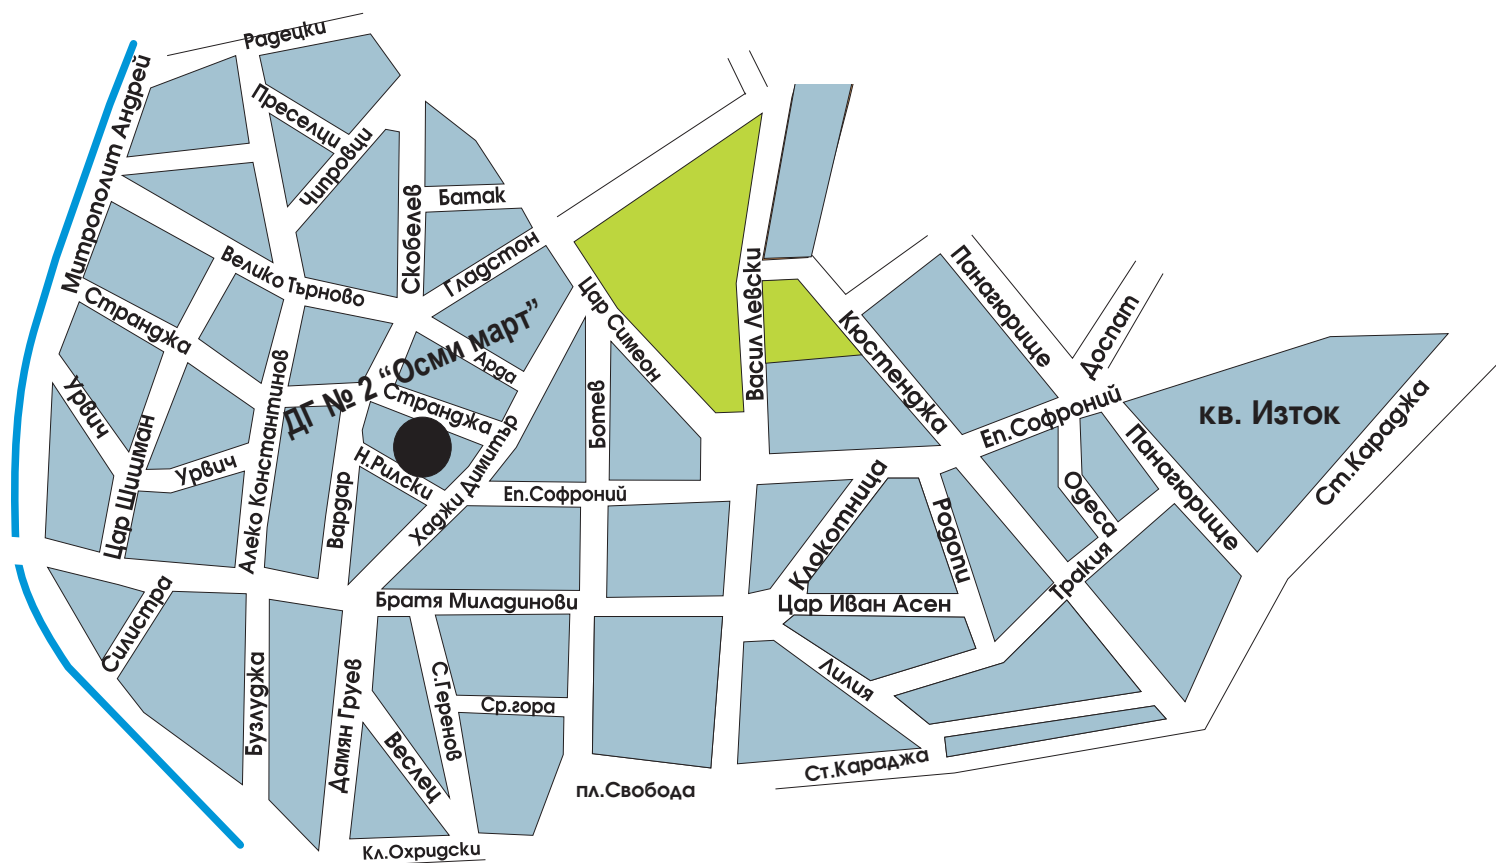 Радецки
Митрополит Андрей
Преселци
Чипровци
Скобелев
Батак
Гладстон
Велико Търново
Странджа
Цар Симеон
Васил Левски
Панагюрище
Доспат
Кюстенджа
ДГ № 2 “Осми март”
Арда
Странджа
Урвич
Алеко Константинов
Ботев
Еп.Софроний
кв. Изток
Ст.Караджа
Цар Шишман
Урвич
Вардар
Н.Рилски
Хаджи Димитър
Еп.Софроний
Клокотница
Родопи
Одеса
Панагюрище
Тракия
Силистра
Братя Миладинови
Цар Иван Асен
Бузлуджа
Дамян Груев
С.Геренов
Ср.гора
Лилия
Веслец
пл.Свобода
Ст.Караджа
Кл.Охридски